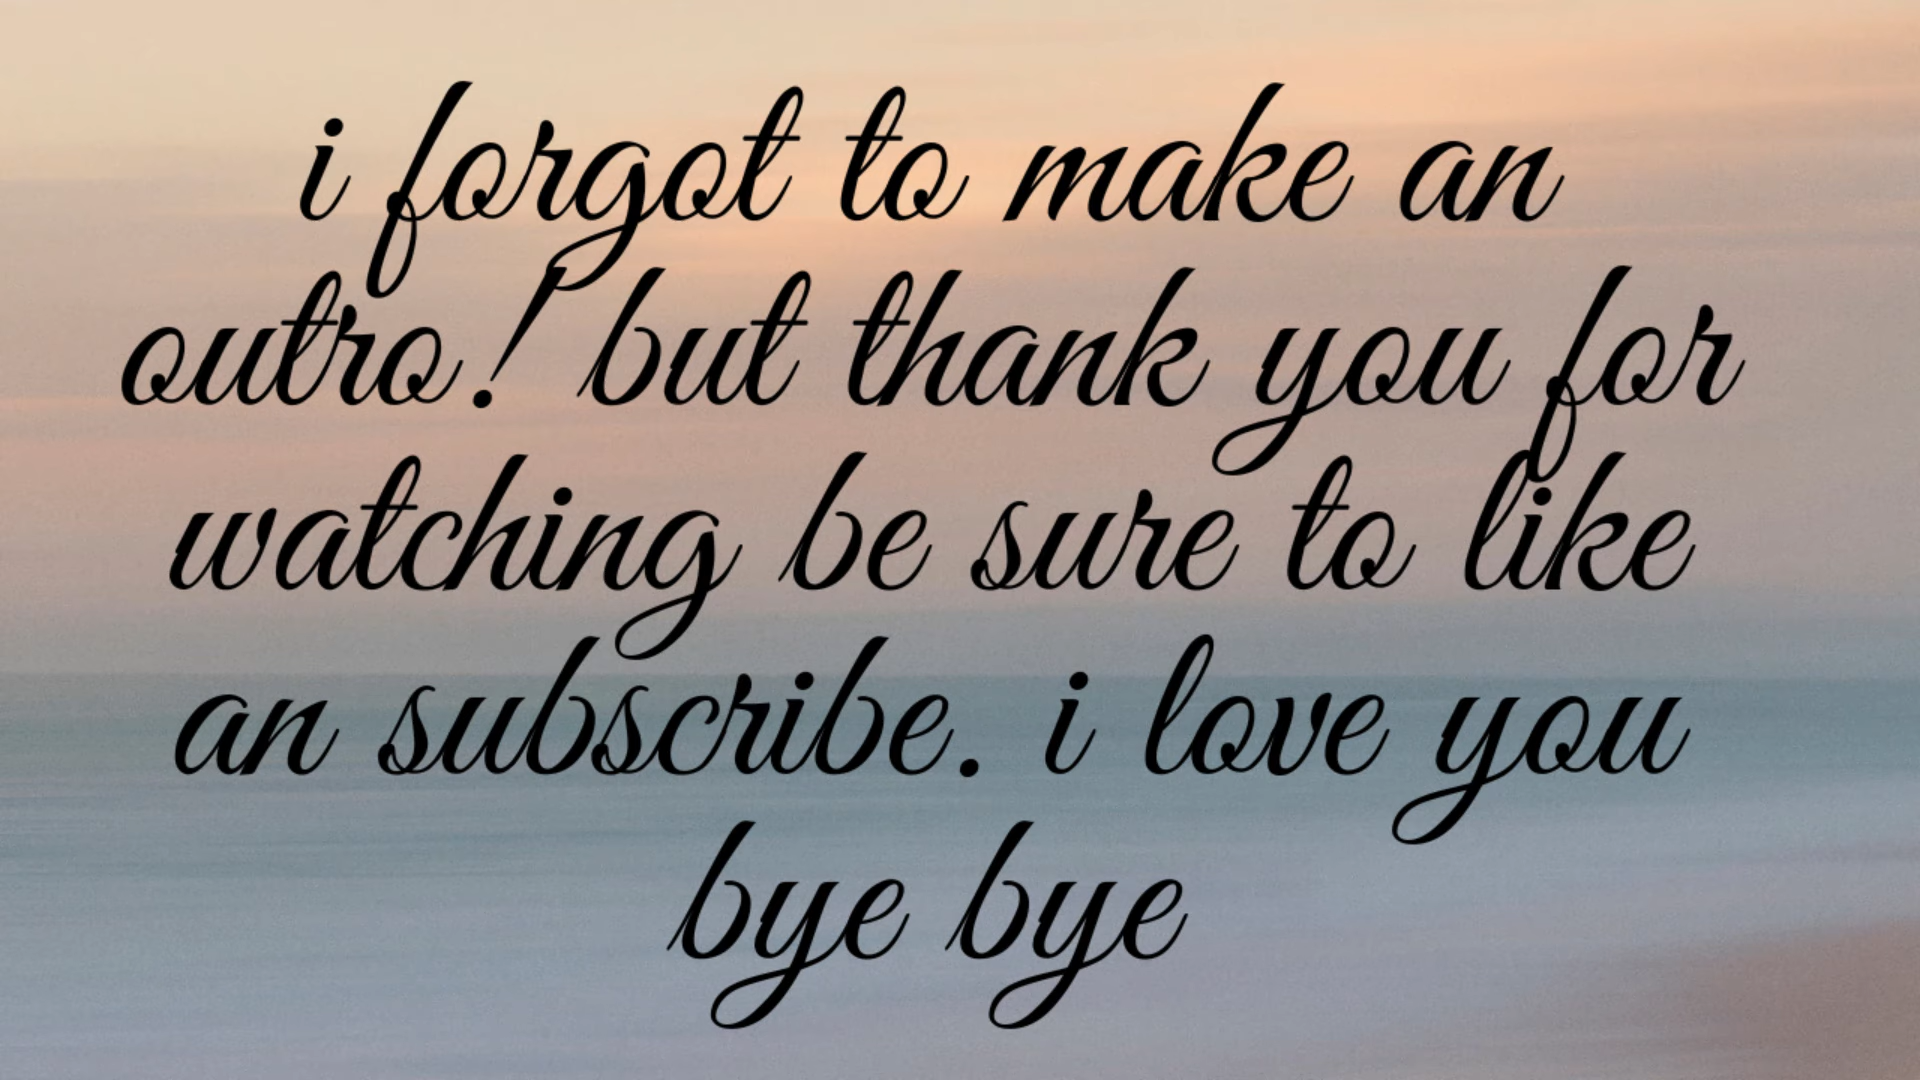 i forgot to make an
outro! but thank you for
watching be sure to like
an subscribe. i love you
bye bye